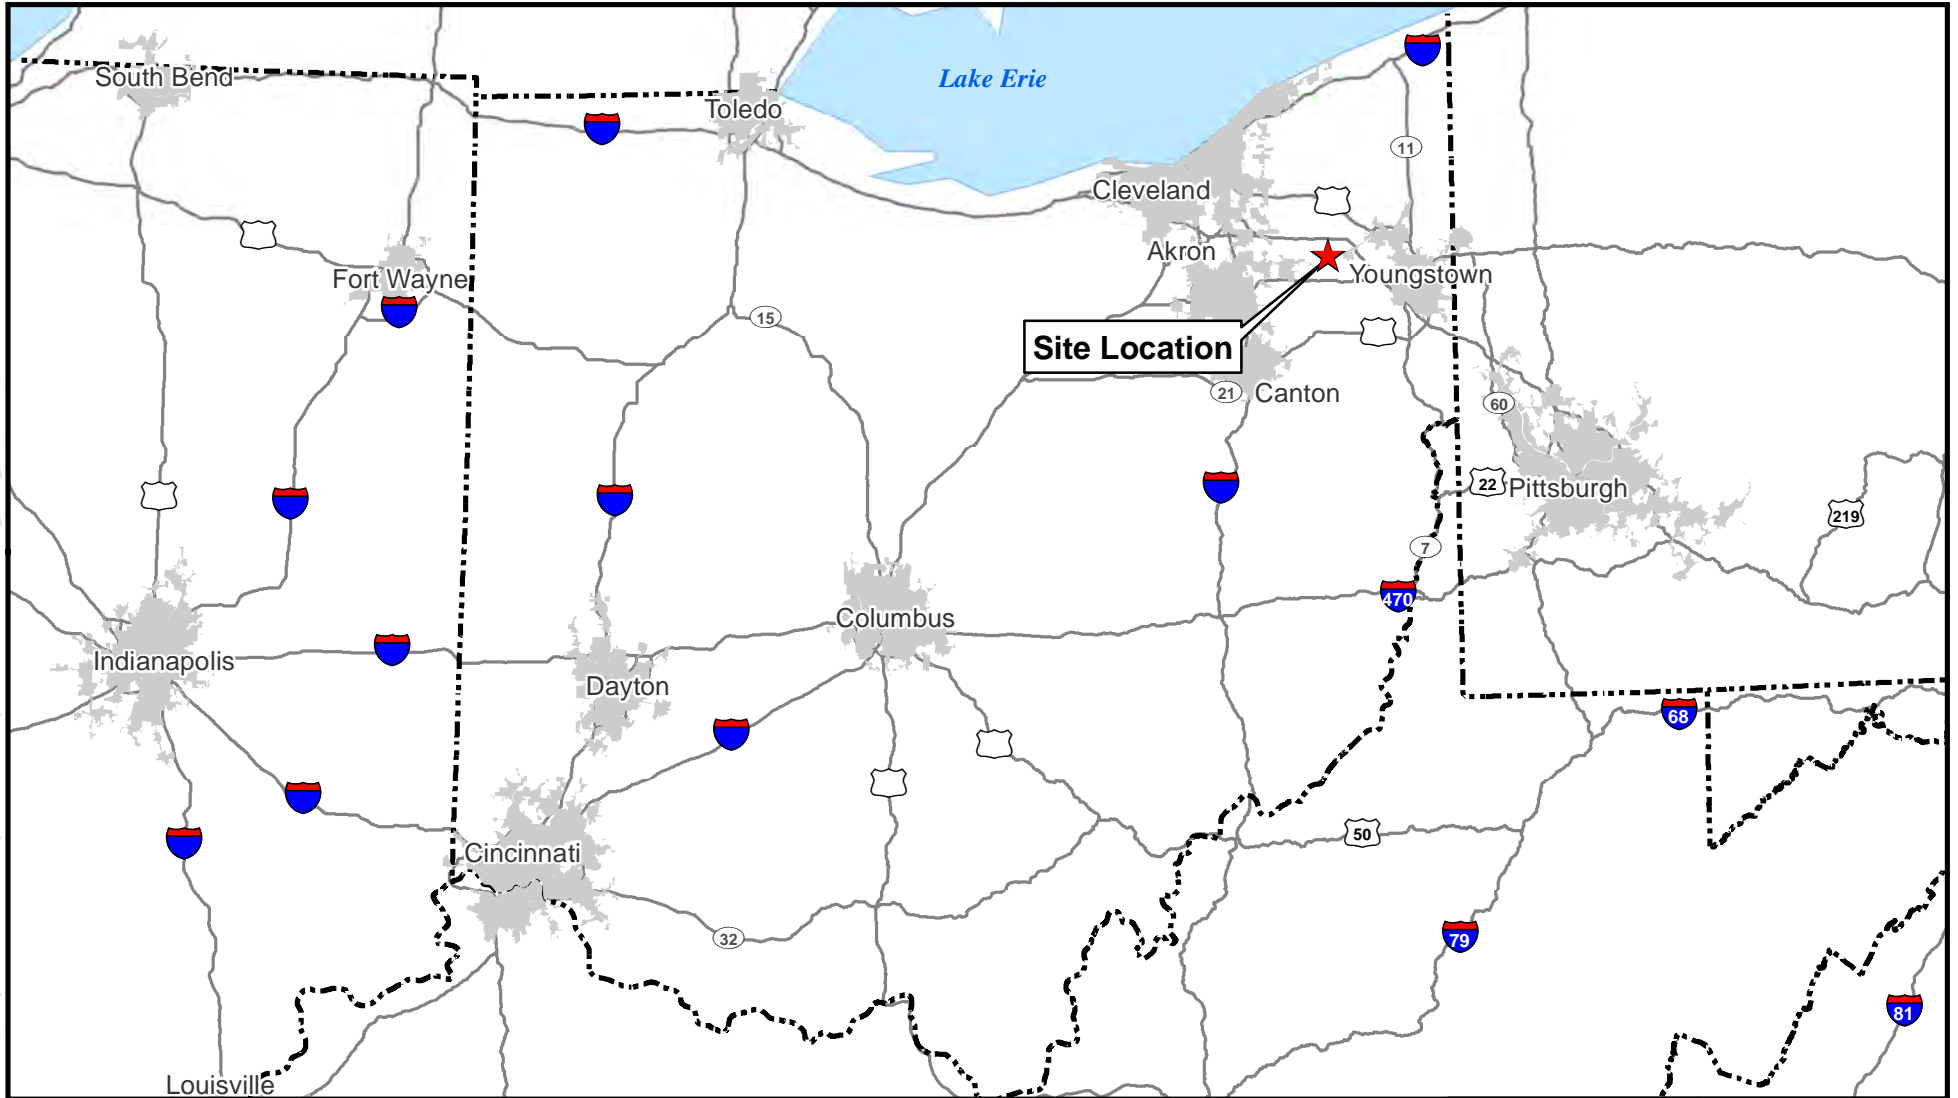 South Bend
Lake Erie
Toledo
11
Cleveland
Akron
Fort Wayne
Youngstown
15
Site Location
21
Canton
60
22
Pittsburgh
219
7
470
Columbus
Indianapolis
Dayton
68
50
Cincinnati
32
79
81
Louisville